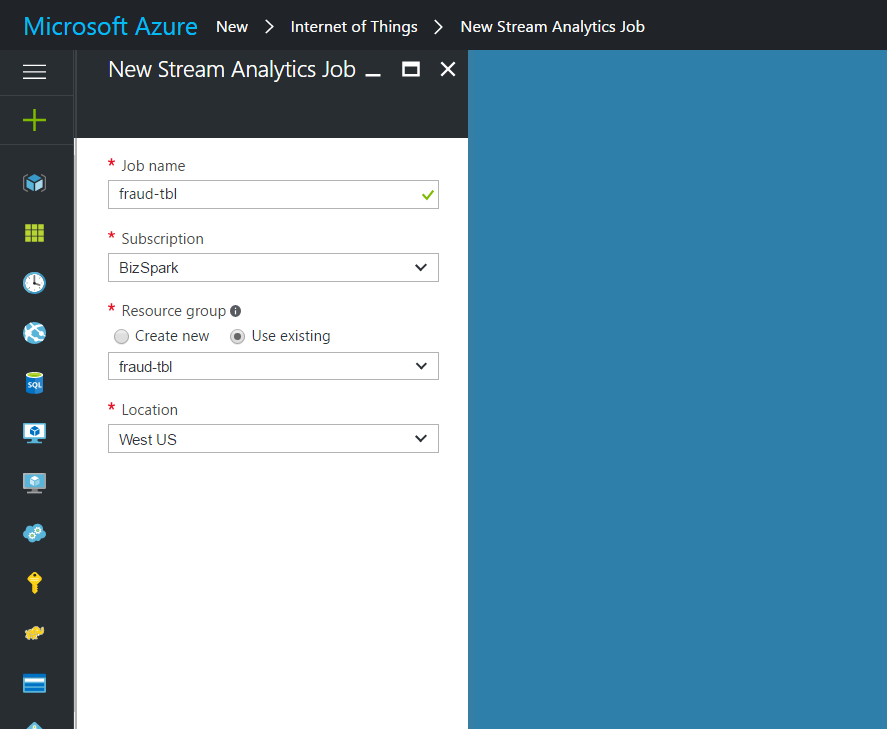 Microsoft Azure New > Internet of Things > New Stream Analytics Job
New Stream Analytics Job
* Job name
fraud-tbl
* Subscription
BizSpark
* Resource group
Create new Use existing
fraud-tbl
* Location
West US
SQL